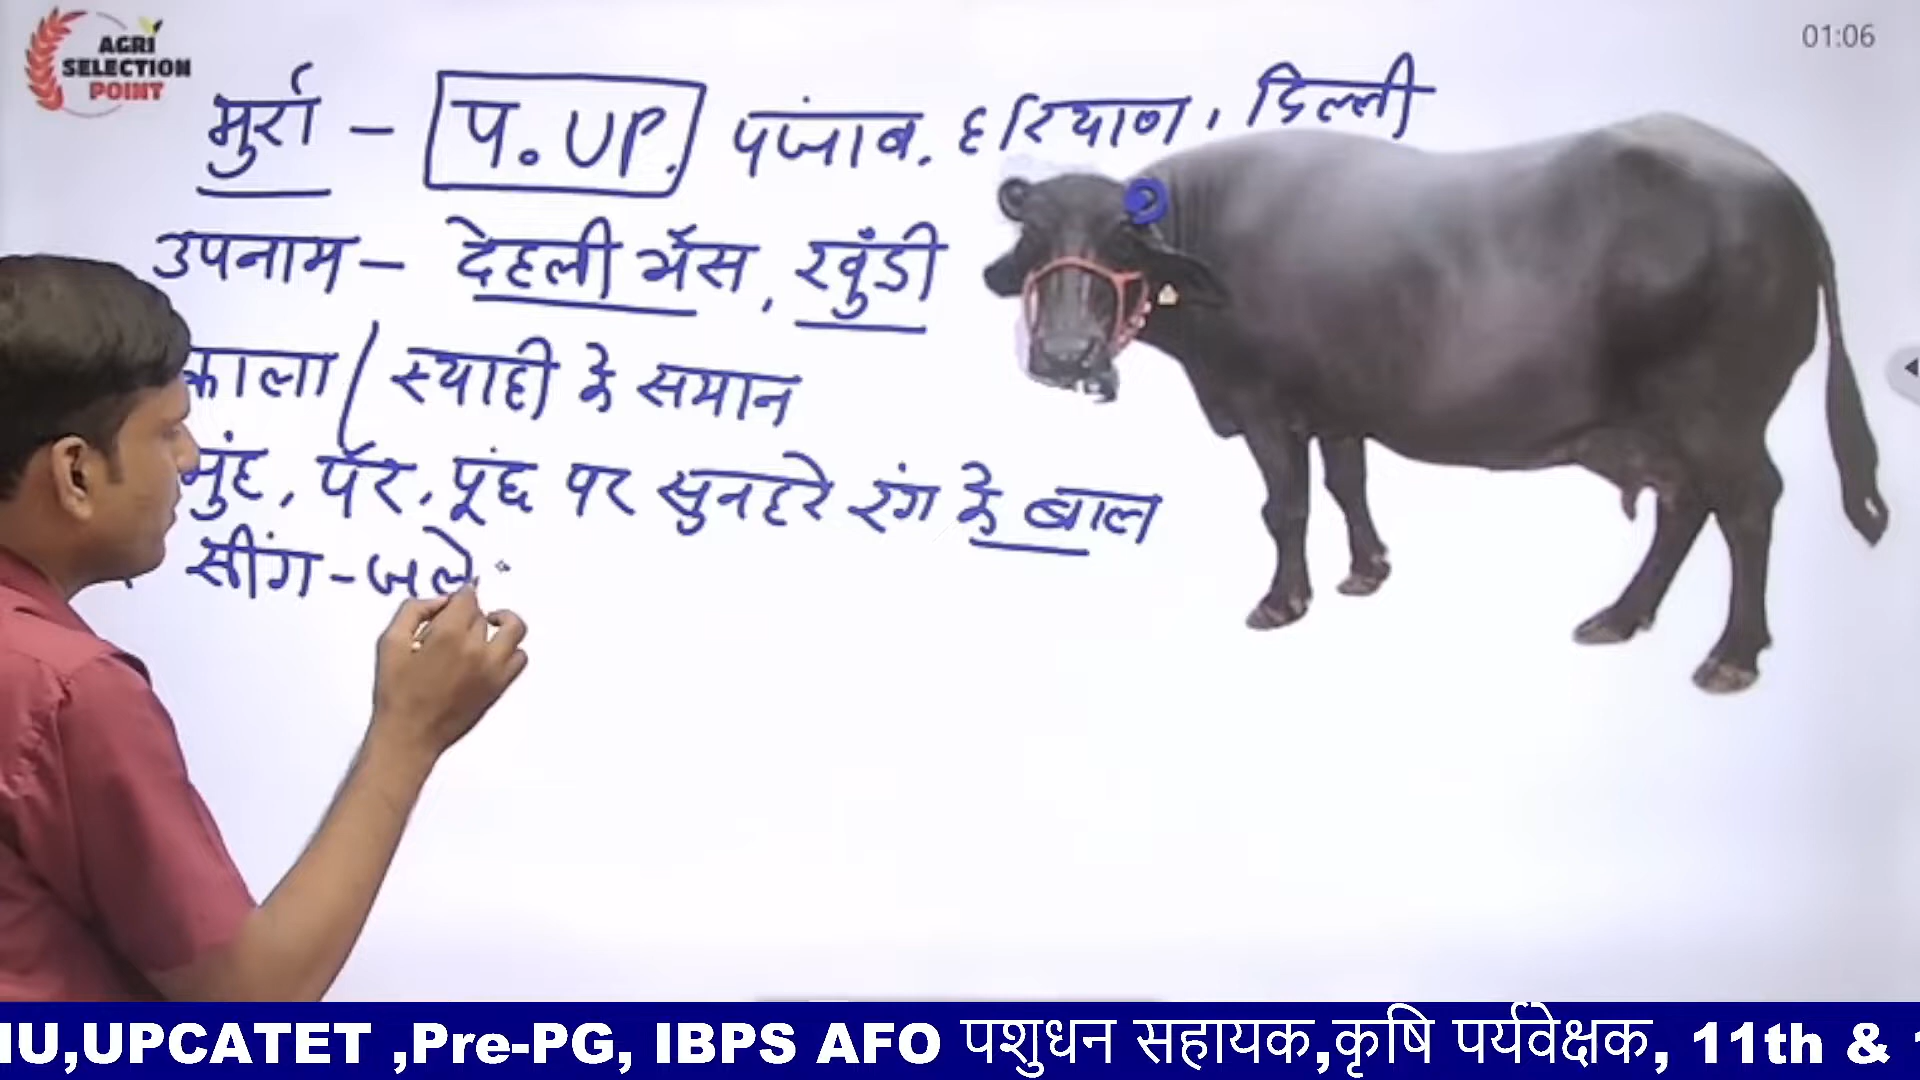 AGRI
SELECTION
POINT
01:06
मुर्रा – प. UP. पंजाब, हरियाणा, दिल्ली
उपनाम – देहली भैंस, खुंडी
काला / स्याही के समान
मुंह, पैर, पूंछ पर सुनहरे रंग के बाल
सींग – जले
IU,UPCATET ,Pre-PG, IBPS AFO पशुधन सहायक,कृषि पर्यवेक्षक, 11th &